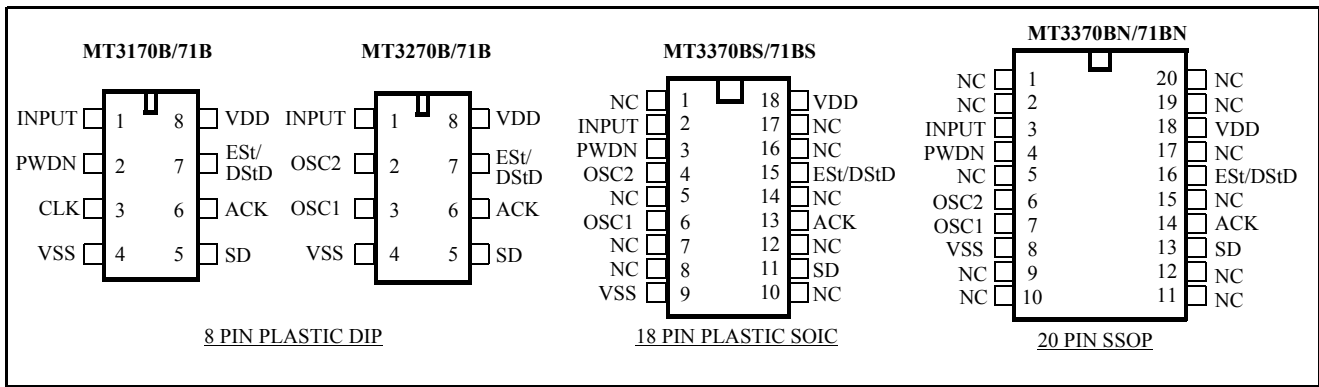 MT3170B/71B
INPUT 1 8 VDD
PWDN 2 7 ESt/
DStD
CLK 3 6 ACK
VSS 4 5 SD
MT3270B/71B
INPUT 1 8 VDD
OSC2 2 7 ESt/
DStD
OSC1 3 6 ACK
VSS 4 5 SD
8 PIN PLASTIC DIP
MT3370BS/71BS
NC 1 18 VDD
INPUT 2 17 NC
PWDN 3 16 NC
OSC2 4 15 ESt/DStD
NC 5 14 NC
OSC1 6 13 ACK
NC 7 12 NC
NC 8 11 SD
VSS 9 10 NC
18 PIN PLASTIC SOIC
MT3370BN/71BN
NC 1 20 NC
NC 2 19 NC
INPUT 3 18 VDD
PWDN 4 17 NC
NC 5 16 ESt/DStD
OSC2 6 15 NC
OSC1 7 14 ACK
VSS 8 13 SD
NC 9 12 NC
NC 10 11 NC
20 PIN SSOP